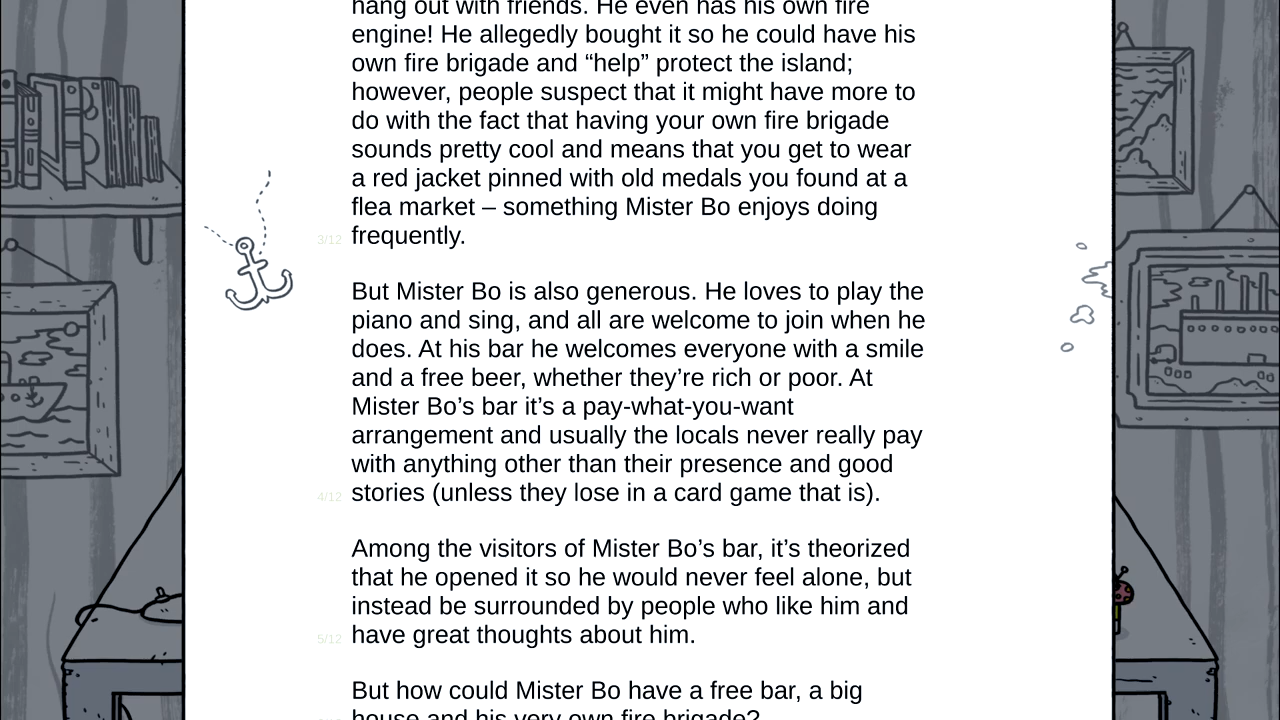 hang out with friends. He even has his own fire
engine! He allegedly bought it so he could have his
own fire brigade and “help” protect the island;
however, people suspect that it might have more to
do with the fact that having your own fire brigade
sounds pretty cool and means that you get to wear
a red jacket pinned with old medals you found at a
flea market – something Mister Bo enjoys doing
3/12 frequently.
But Mister Bo is also generous. He loves to play the
piano and sing, and all are welcome to join when he
does. At his bar he welcomes everyone with a smile
and a free beer, whether they’re rich or poor. At
Mister Bo’s bar it’s a pay-what-you-want
arrangement and usually the locals never really pay
with anything other than their presence and good
4/12 stories (unless they lose in a card game that is).
Among the visitors of Mister Bo’s bar, it’s theorized
that he opened it so he would never feel alone, but
instead be surrounded by people who like him and
5/12 have great thoughts about him.
But how could Mister Bo have a free bar, a big
house and his very own fire brigade?